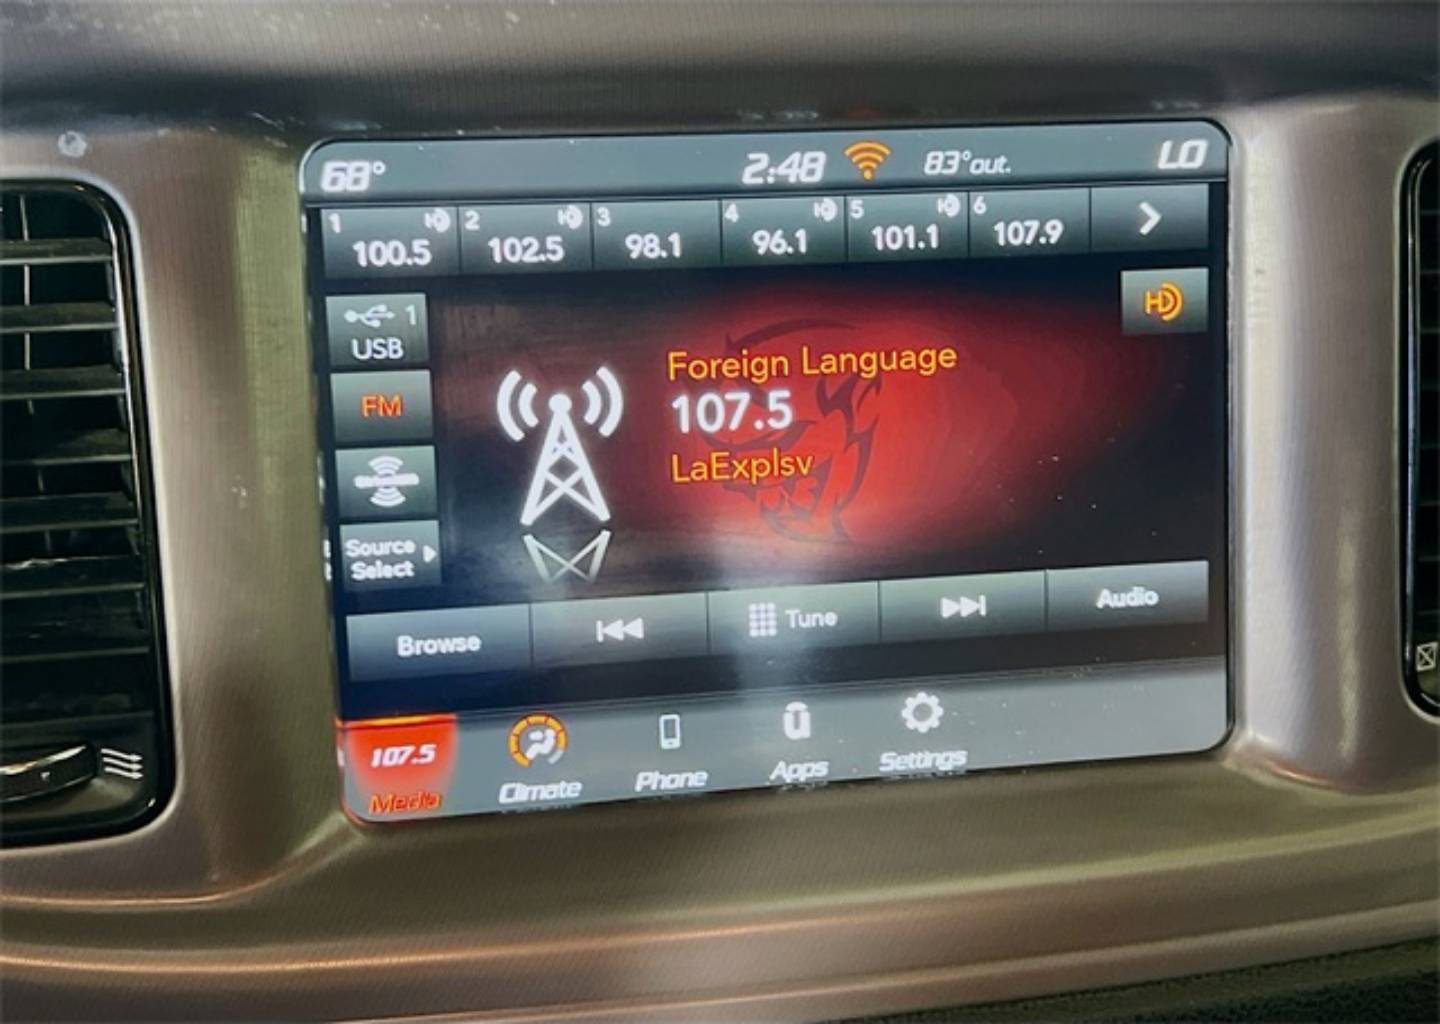 68° 2:48 83°out. LO
1 100.5 2 102.5 3 98.1 4 96.1 5 101.1 6 107.9
HD
1
USB
FM
Source
Select
Foreign Language
107.5
LaExplsv
Browse Tune Audio
107.5
Media Climate Phone Apps Settings